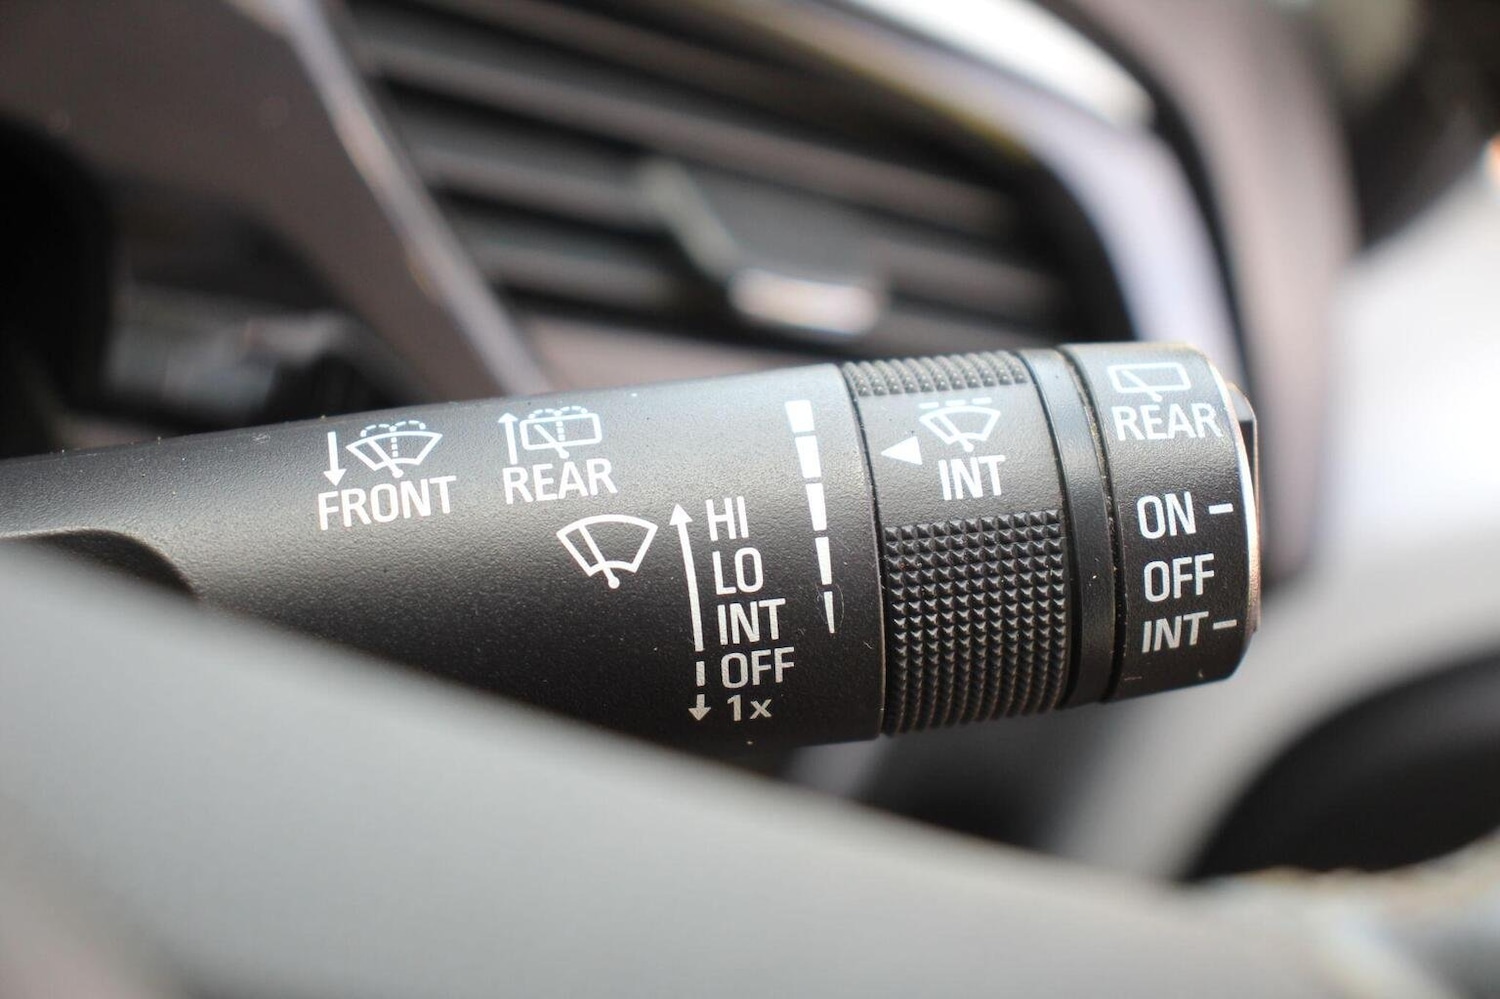 FRONT
REAR
HI
LO
INT
OFF
1x
INT
REAR
ON
OFF
INT